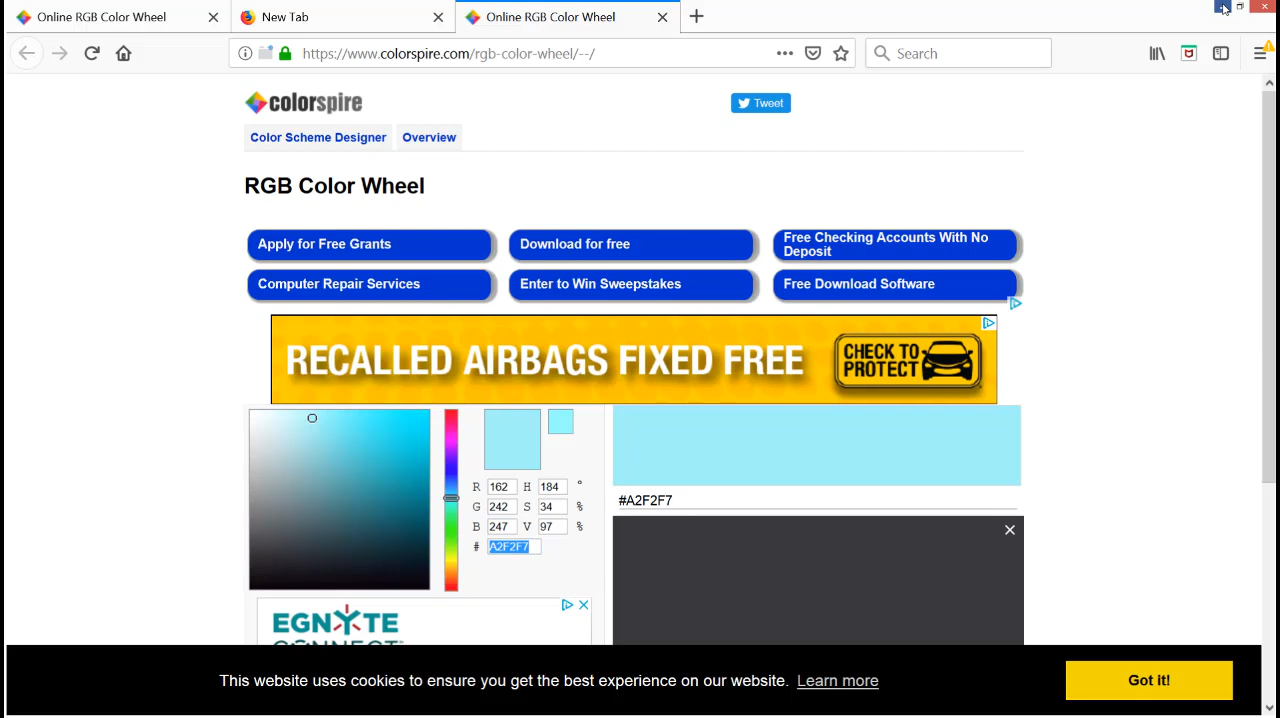 Online RGB Color Wheel
New Tab
Online RGB Color Wheel
https://www.colorspire.com/rgb-color-wheel/--/
Search
colorspire
Tweet
Color Scheme Designer
Overview
RGB Color Wheel
Apply for Free Grants
Download for free
Free Checking Accounts With No
Deposit
Computer Repair Services
Enter to Win Sweepstakes
Free Download Software
RECALLED AIRBAGS FIXED FREE
CHECK TO
PROTECT
R 162 H 184 °
G 242 S 34 %
B 247 V 97 %
# A2F2F7
#A2F2F7
EGNYTE
CONNECT
This website uses cookies to ensure you get the best experience on our website. Learn more
Got it!